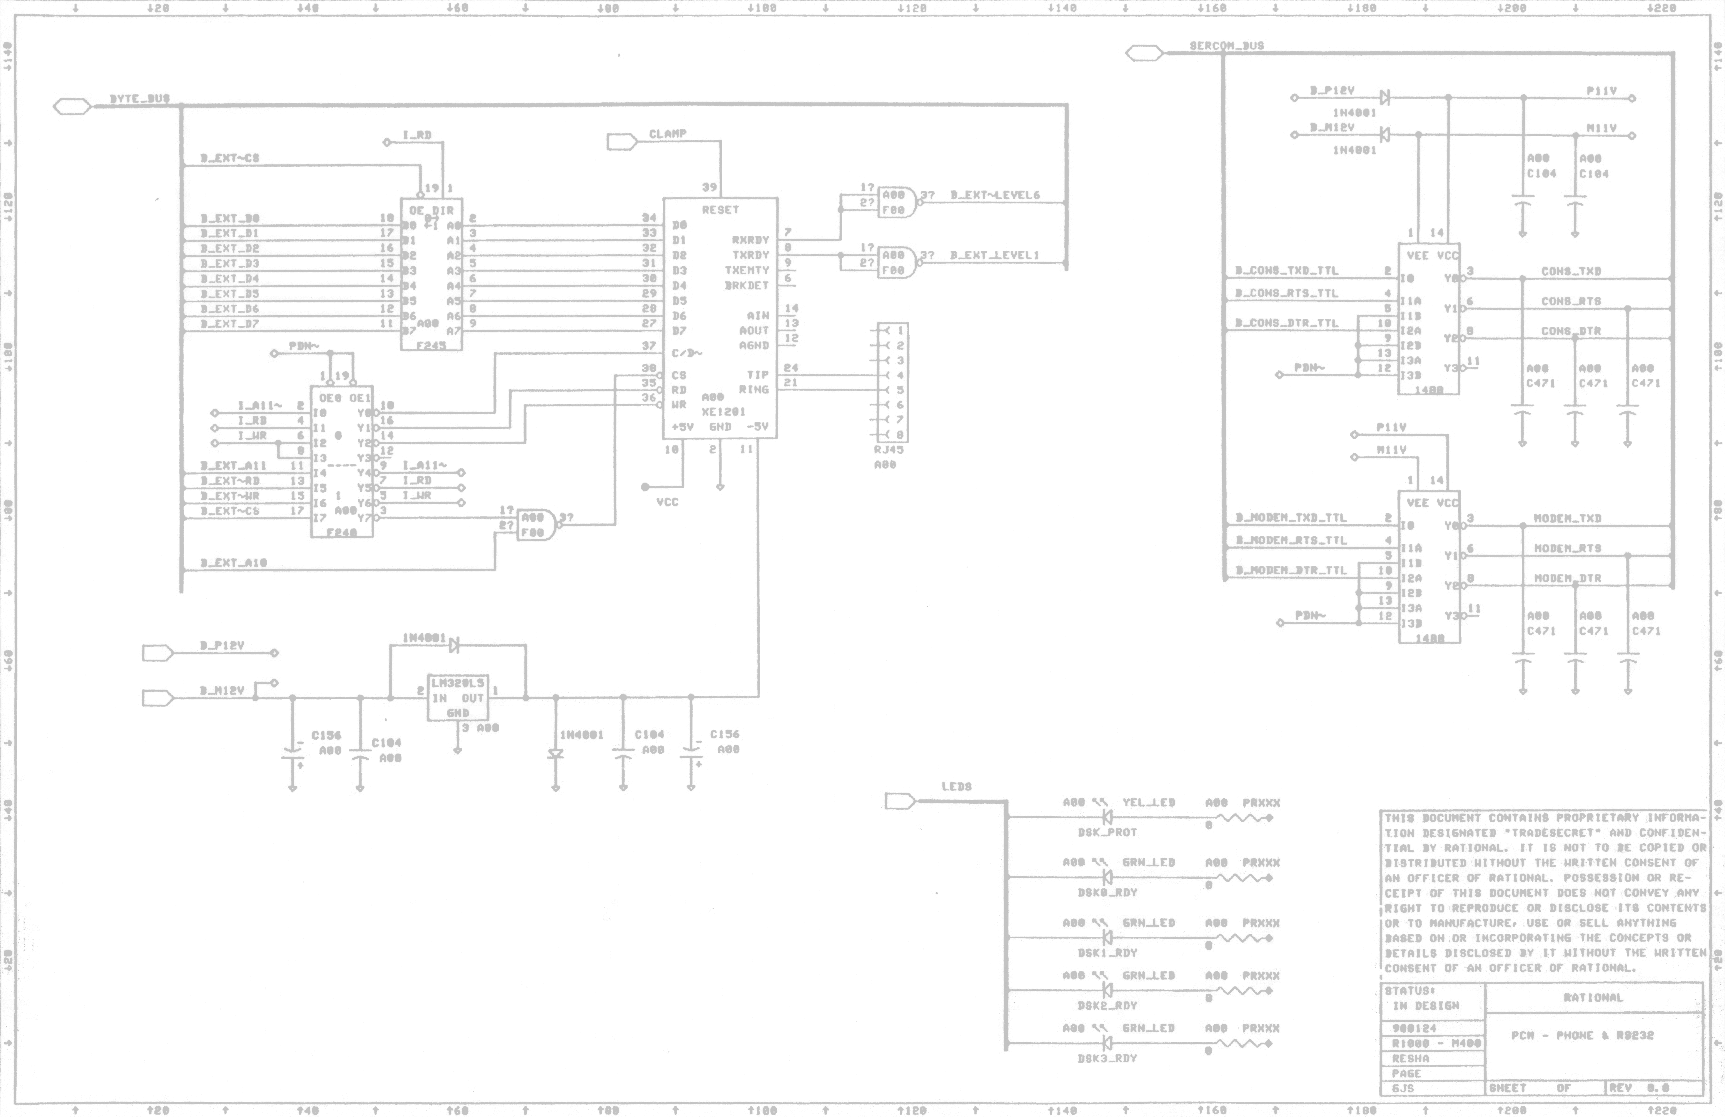 ↓20 ↓40 ↓60 ↓80 ↓100 ↓120 ↓140 ↓160 ↓180 ↓200 ↓220
SERCOM_BUS
BYTE_BUS
B_P12V P11V
1N4001
B_M12V M11V
1N4001
I_RD
CLAMP
B_EXT~CS
A00 A00
C104 C104
19 1
39
OE DIR
RESET
1? A00 3? B_EXT~LEVEL6
2? F00
B_EXT_D0 18 B0 A0 2 34 D0
B_EXT_D1 17 B1 A1 3 33 D1 RXRDY 7
B_EXT_D2 16 B2 A2 4 32 D2 TXRDY 8
1? A00 3? B_EXT_LEVEL1
2? F00
B_EXT_D3 15 B3 A3 5 31 D3 TXEMTY 9
B_EXT_D4 14 B4 A4 6 30 D4 BRKDET 6
B_EXT_D5 13 B5 A5 7 29 D5
B_EXT_D6 12 B6 A6 8 28 D6 AIN 14
B_EXT_D7 11 B7 A00 A7 9 27 D7 AOUT 13
F245
AGND 12
37 C/D~
38 CS TIP 24
35 RD RING 21
36 WR
A00
XE1201
+5V GND -5V
10 2 11
VCC
1
2
3
4
5
6
7
8
RJ45
A00
1 14
VEE VCC
B_CONS_TXD_TTL 2 I0 Y0 3 CONS_TXD
B_CONS_RTS_TTL 4 I1A
5 I1B Y1 6 CONS_RTS
B_CONS_DTR_TTL 10 I2A
9 I2B Y2 8 CONS_DTR
13 I3A
PDN~ 12 I3B Y3 11
1488
A00 A00 A00
C471 C471 C471
PDN~
1 19
OE0 OE1
I_A11~ 2 I0 Y0 18
I_RD 4 I1 Y1 16
I_WR 6 I2 0 Y2 14
8 I3 Y3 12
B_EXT_A11 11 I4 Y4 9 I_A11~
B_EXT~RD 13 I5 Y5 7 I_RD
B_EXT~WR 15 I6 1 Y6 5 I_WR
B_EXT~CS 17 I7 A00 Y7 3
F240
1? A00 3?
2? F00
B_EXT_A10
P11V
M11V
1 14
VEE VCC
B_MODEM_TXD_TTL 2 I0 Y0 3 MODEM_TXD
B_MODEM_RTS_TTL 4 I1A
5 I1B Y1 6 MODEM_RTS
B_MODEM_DTR_TTL 10 I2A
9 I2B Y2 8 MODEM_DTR
13 I3A
PDN~ 12 I3B Y3 11
1488
A00 A00 A00
C471 C471 C471
B_P12V
1N4001
B_M12V
LM320L5
2 IN OUT 1
GND
3 A00
C156 C104 1N4001 C104 C156
A00 A00 A00 A00
LEDS
A00 YEL_LED A00 PRXXX
DSK_PROT 0
A00 GRN_LED A00 PRXXX
DSK0_RDY 0
A00 GRN_LED A00 PRXXX
DSK1_RDY 0
A00 GRN_LED A00 PRXXX
DSK2_RDY 0
A00 GRN_LED A00 PRXXX
DSK3_RDY 0
THIS DOCUMENT CONTAINS PROPRIETARY INFORMA-
TION DESIGNATED "TRADESECRET" AND CONFIDEN-
TIAL BY RATIONAL. IT IS NOT TO BE COPIED OR
DISTRIBUTED WITHOUT THE WRITTEN CONSENT OF
AN OFFICER OF RATIONAL. POSSESSION OR RE-
CEIPT OF THIS DOCUMENT DOES NOT CONVEY ANY
RIGHT TO REPRODUCE OR DISCLOSE ITS CONTENTS
OR TO MANUFACTURE, USE OR SELL ANYTHING
BASED ON OR INCORPORATING THE CONCEPTS OR
DETAILS DISCLOSED BY IT WITHOUT THE WRITTEN
CONSENT OF AN OFFICER OF RATIONAL.
STATUS:
IN DESIGN
RATIONAL
900124
R1000 - M400
RESHA
PAGE
GJS
PCM - PHONE & RS232
SHEET OF REV 0.0
↑20 ↑40 ↑60 ↑80 ↑100 ↑120 ↑140 ↑160 ↑180 ↑200 ↑220